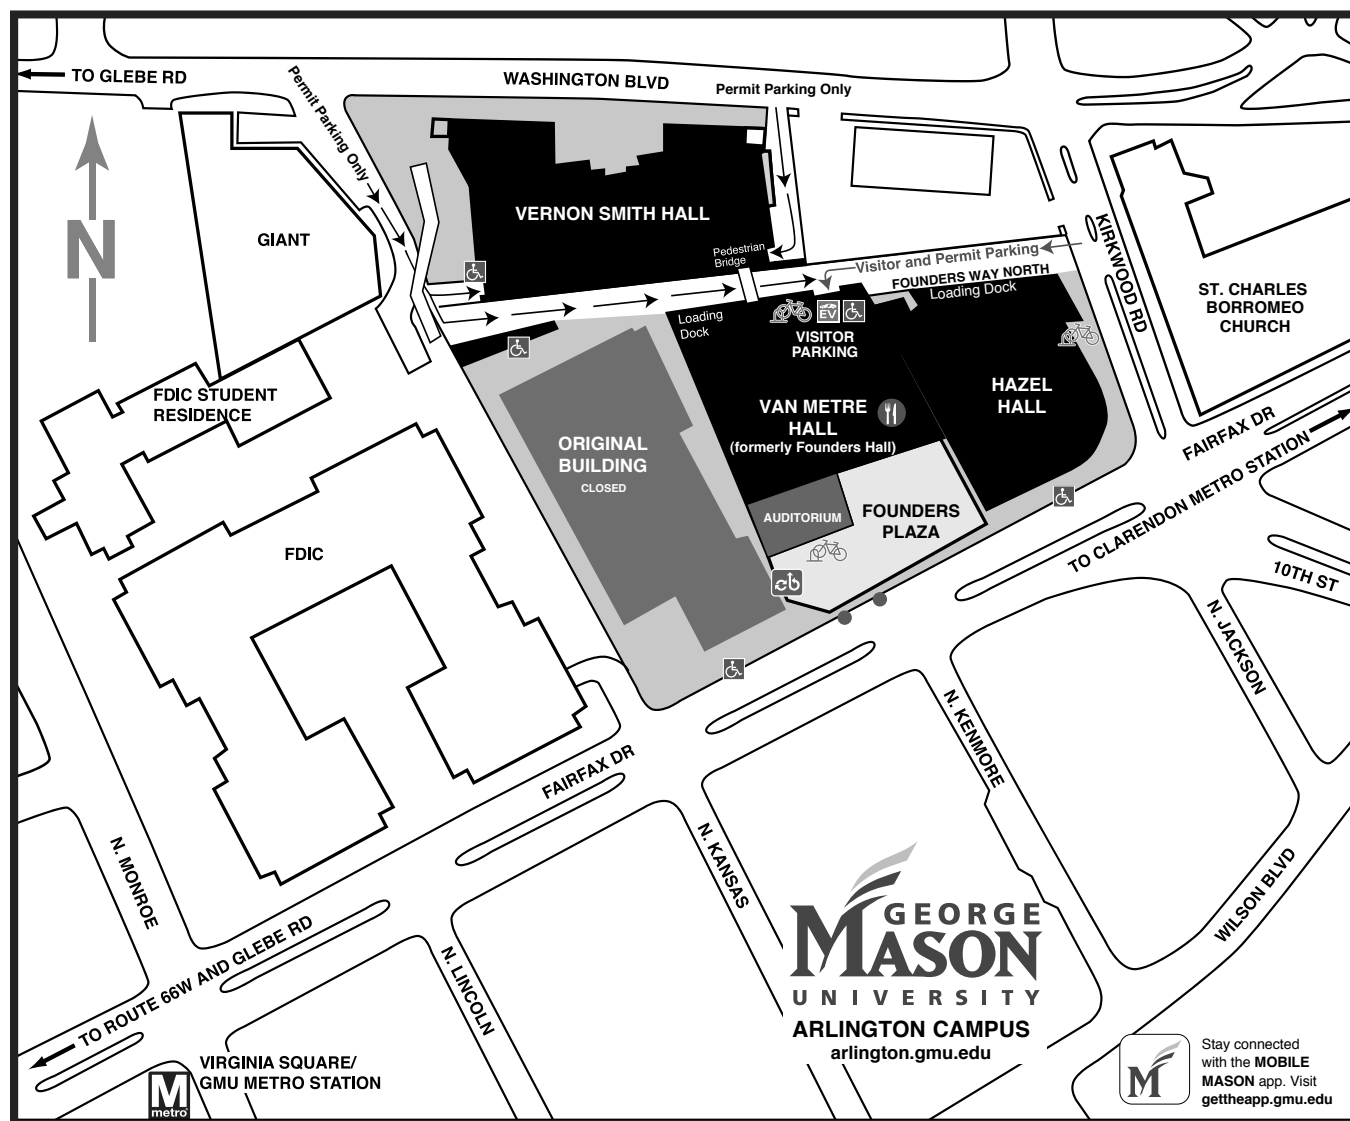 TO GLEBE RD
WASHINGTON BLVD
Permit Parking Only
Permit Parking Only
N
GIANT
VERNON SMITH HALL
Pedestrian
Bridge
Visitor and Permit Parking
FOUNDERS WAY NORTH
Loading Dock
KIRKWOOD RD
ST. CHARLES
BORROMEO
CHURCH
Loading
Dock
EV
VISITOR
PARKING
FDIC STUDENT
RESIDENCE
HAZEL
HALL
VAN METRE
HALL
(formerly Founders Hall)
ORIGINAL
BUILDING
CLOSED
AUDITORIUM
FOUNDERS
PLAZA
FAIRFAX DR
TO CLARENDON METRO STATION
FDIC
10TH ST
N. JACKSON
N. KENMORE
FAIRFAX DR
N. KANSAS
N. MONROE
WILSON BLVD
TO ROUTE 66W AND GLEBE RD
N. LINCOLN
GEORGE
MASON
UNIVERSITY
ARLINGTON CAMPUS
arlington.gmu.edu
VIRGINIA SQUARE/
GMU METRO STATION
M
metro
M
Stay connected
with the MOBILE
MASON app. Visit
gettheapp.gmu.edu